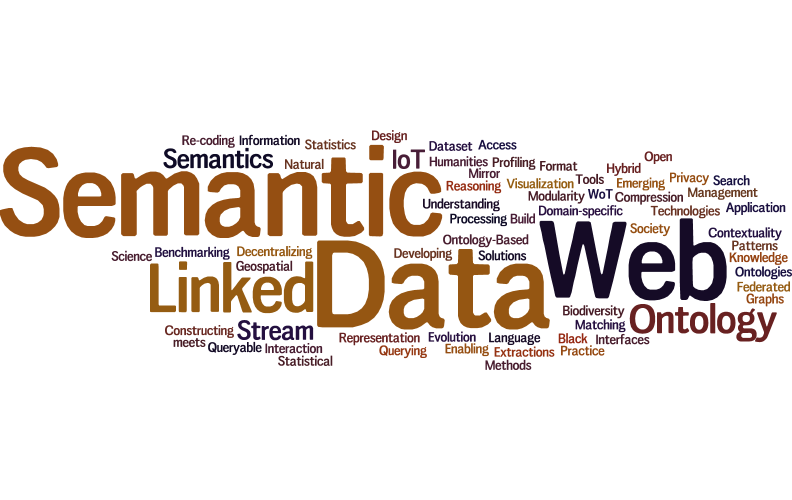 Re-coding Information Statistics Design
Semantics Natural IoT Dataset Access
Humanities Profiling Format Hybrid Open
Semantic Mirror
Reasoning Visualization Tools Emerging Privacy Search
Understanding Modularity WoT Compression Management
Processing Build Domain-specific Technologies Application
Ontology-Based Web Society Contextuality
Science Benchmarking Decentralizing Developing Solutions Patterns
Geospatial Knowledge
Linked Data Ontologies
Federated
Graphs
Biodiversity
Constructing Stream Matching Ontology
meets Representation Evolution Language Black Interfaces
Queryable Interaction Querying Enabling Extractions Practice
Statistical Methods